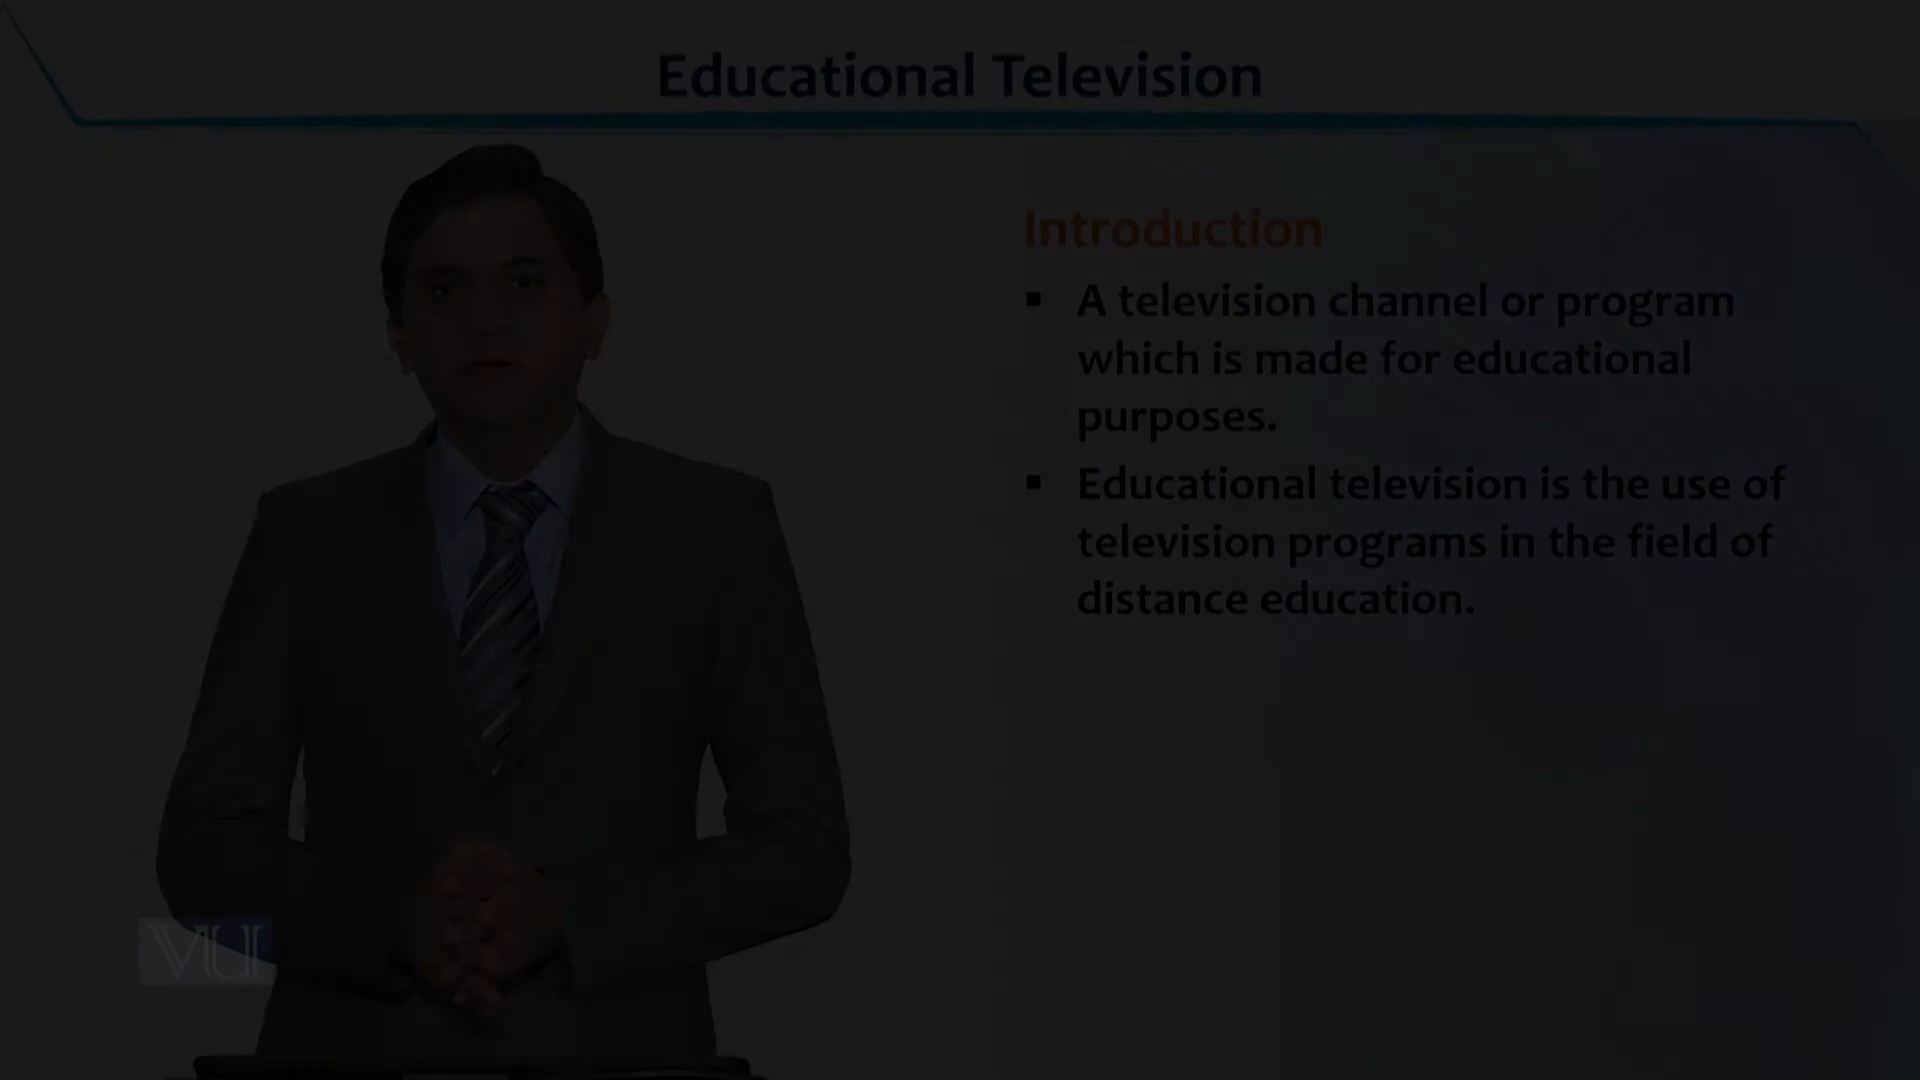 Educational Television
Introduction
▪ A television channel or program
which is made for educational
purposes.
▪ Educational television is the use of
television programs in the field of
distance education.
VU